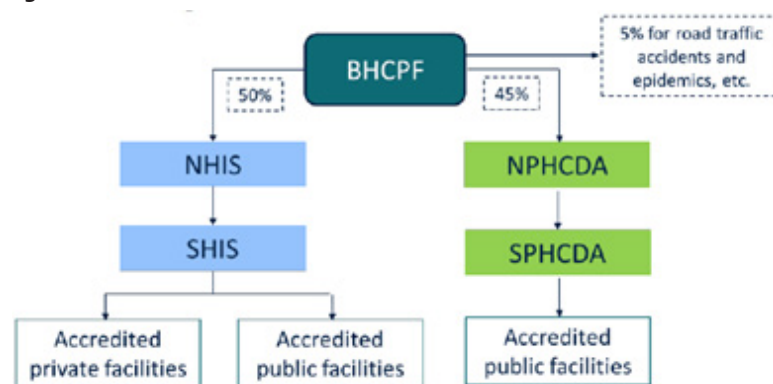 5% for road traffic
accidents and
epidemics, etc.
BHCPF
50%
45%
NHIS
NPHCDA
SHIS
SPHCDA
Accredited
private facilities
Accredited
public facilities
Accredited
public facilities